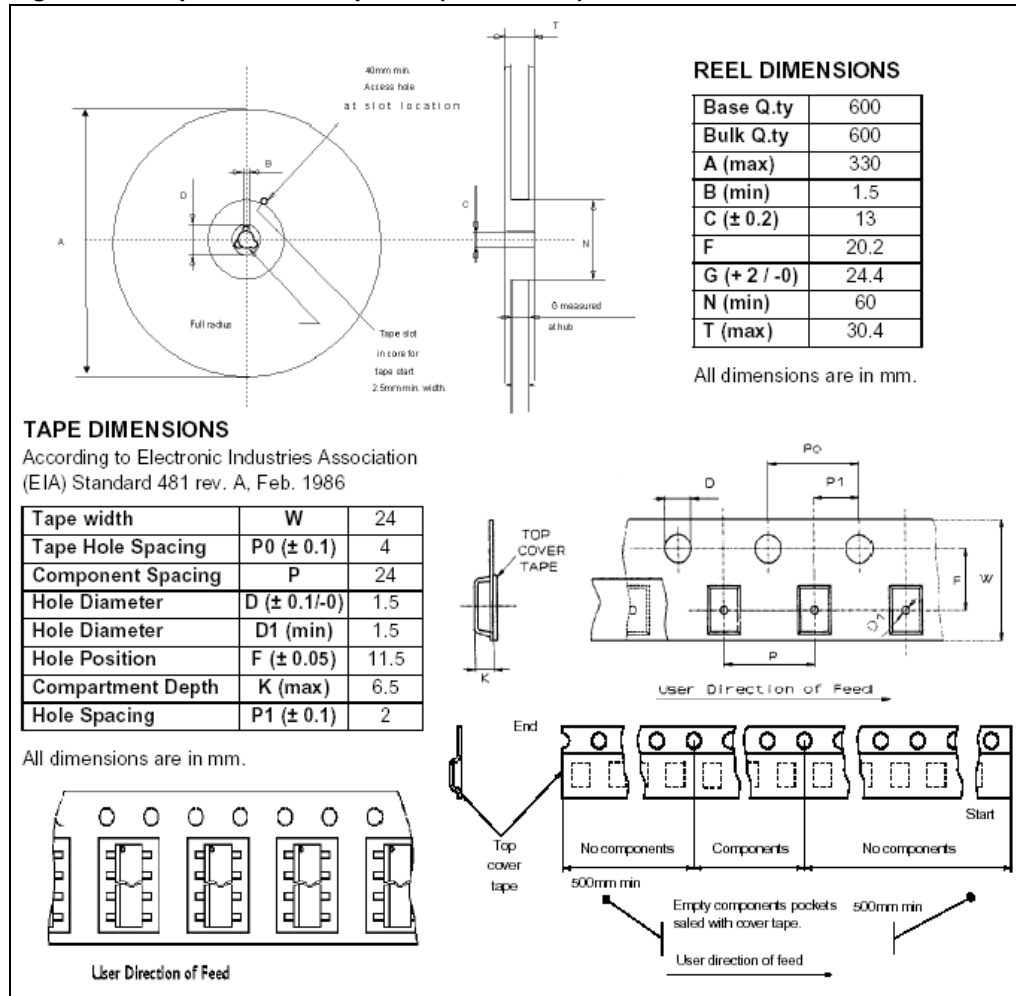 T
40mm min.
Access hole
at slot location
B
D
A
C
N
Full radius
Tape slot
in core for
tape start
2.5mm min. width.
G measured
at hub
REEL DIMENSIONS
Base Q.ty 600
Bulk Q.ty 600
A (max) 330
B (min) 1.5
C (± 0.2) 13
F 20.2
G (+ 2 / -0) 24.4
N (min) 60
T (max) 30.4
All dimensions are in mm.
TAPE DIMENSIONS
According to Electronic Industries Association
(EIA) Standard 481 rev. A, Feb. 1986
Tape width W 24
Tape Hole Spacing P0 (± 0.1) 4
Component Spacing P 24
Hole Diameter D (± 0.1/-0) 1.5
Hole Diameter D1 (min) 1.5
Hole Position F (± 0.05) 11.5
Compartment Depth K (max) 6.5
Hole Spacing P1 (± 0.1) 2
All dimensions are in mm.
TOP
COVER
TAPE
K
D
Po
P1
F
W
D1
P
User Direction of Feed
End
Start
Top
cover
tape
No components
Components
No components
500mm min
Empty components pockets
saled with cover tape.
500mm min
User direction of feed
User Direction of Feed